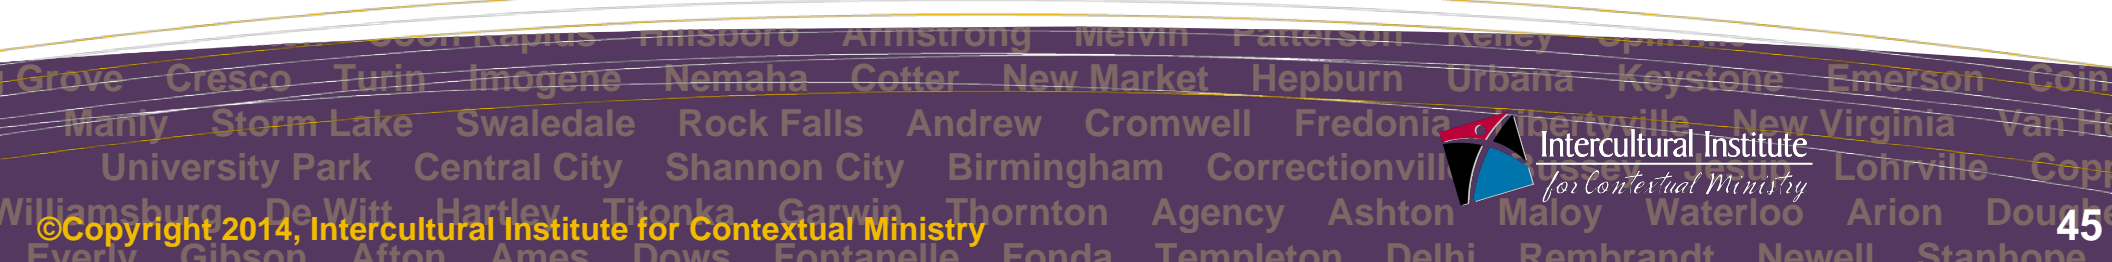 Coon Rapids Hillsboro Armstrong Melvin Patterson Kelley
Grove Cresco Turin Imogene Nemaha Cotter New Market Hepburn Urbana Keystone Emerson Coin
Manly Storm Lake Swaledale Rock Falls Andrew Cromwell Fredonia Libertyville New Virginia Van
University Park Central City Shannon City Birmingham Correctionville Lohrville
Intercultural Institute
for Contextual Ministry
Williamsburg De Witt Hartley Titonka Garwin Thornton Agency Ashton Maloy Waterloo Arion
©Copyright 2014, Intercultural Institute for Contextual Ministry
45
Everly Gibson Afton Ames Dows Fontanelle Fonda Templeton Delhi Rembrandt Newell Stanhope